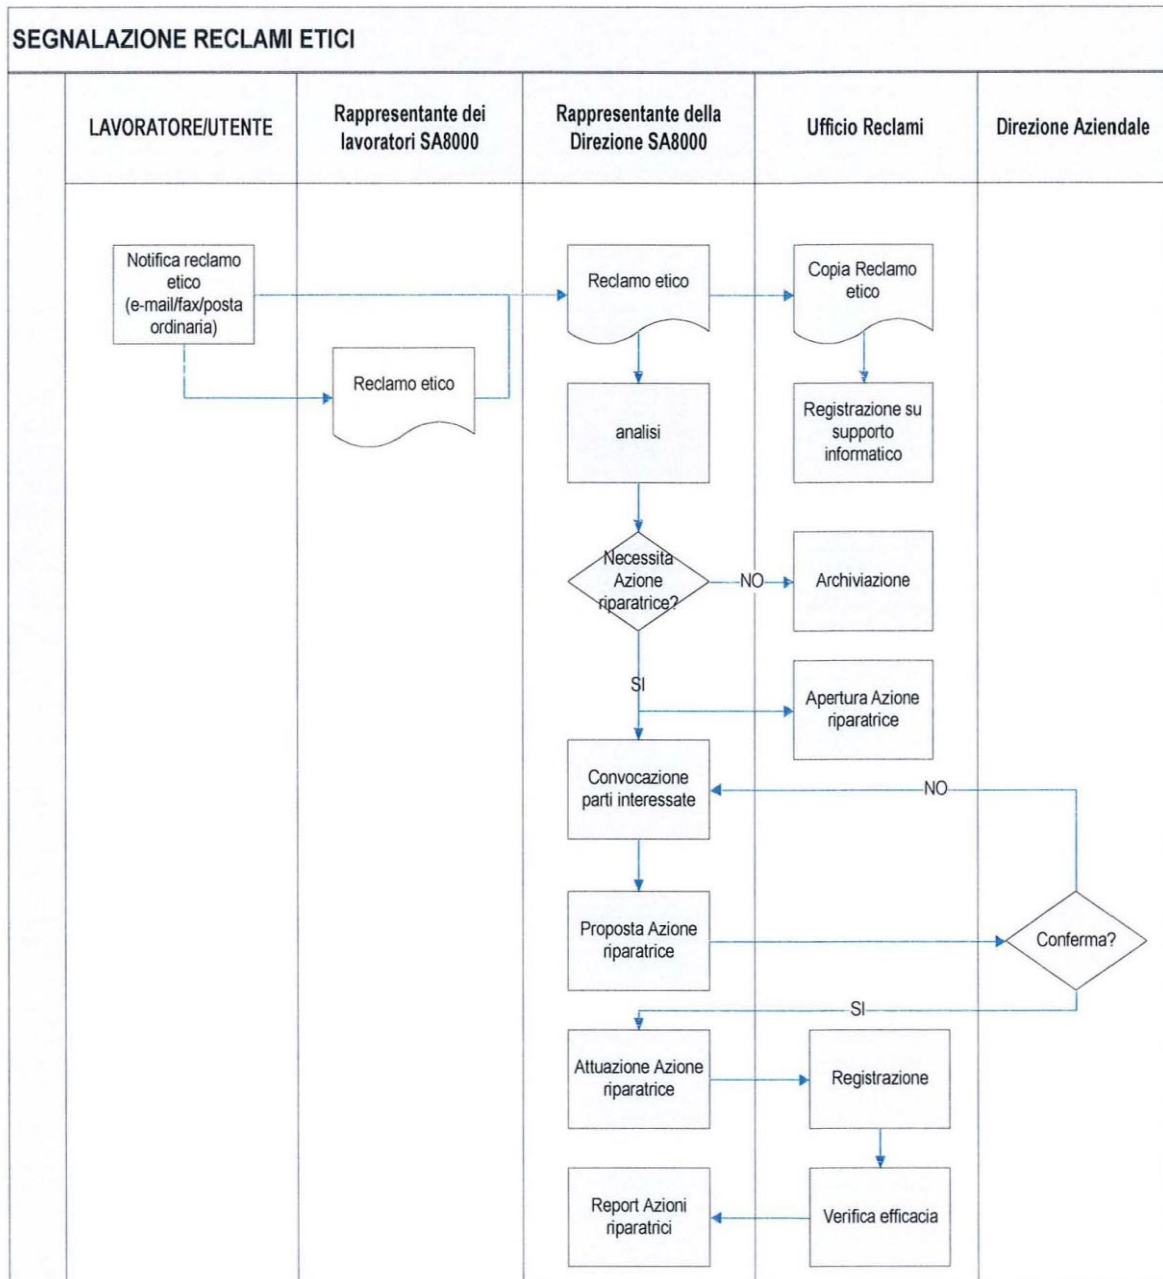 SEGNALAZIONE RECLAMI ETICI
LAVORATORE/UTENTE
Rappresentante dei
lavoratori SA8000
Rappresentante della
Direzione SA8000
Ufficio Reclami
Direzione Aziendale
Notifica reclamo
etico
(e-mail/fax/posta
ordinaria)
Reclamo etico
Reclamo etico
Copia Reclamo
etico
analisi
Registrazione su
supporto
informatico
Necessita
Azione
riparatrice?
NO
Archiviazione
SI
Apertura Azione
riparatrice
Convocazione
parti interessate
NO
Proposta Azione
riparatrice
Conferma?
SI
Attuazione Azione
riparatrice
Registrazione
Verifica efficacia
Report Azioni
riparatrici